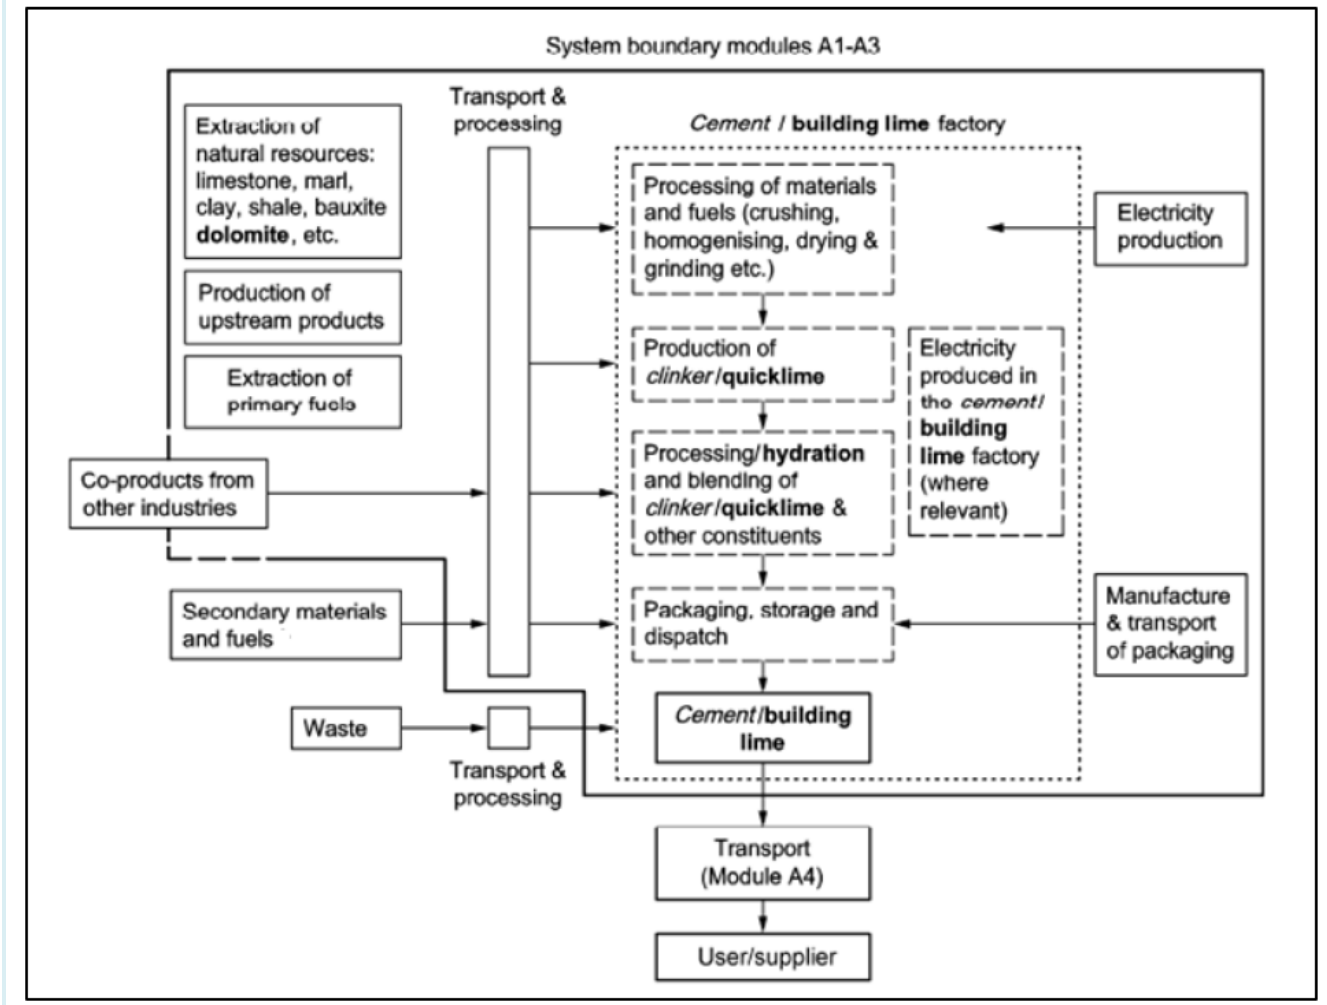 System boundary modules A1-A3
Transport &
processing
Cement / building lime factory
Extraction of
natural resources:
limestone, marl,
clay, shale, bauxite
dolomite, etc.
Production of
upstream products
Extraction of
primary fuels
Co-products from
other industries
Secondary materials
and fuels
Waste
Transport &
processing
Processing of materials
and fuels (crushing,
homogenising, drying &
grinding etc.)
Production of
clinker/quicklime
Processing/hydration
and blending of
clinker/quicklime &
other constituents
Packaging, storage and
dispatch
Cement/building
lime
Electricity
produced in
the cement/
building
lime factory
(where
relevant)
Electricity
production
Manufacture
& transport
of packaging
Transport
(Module A4)
User/supplier